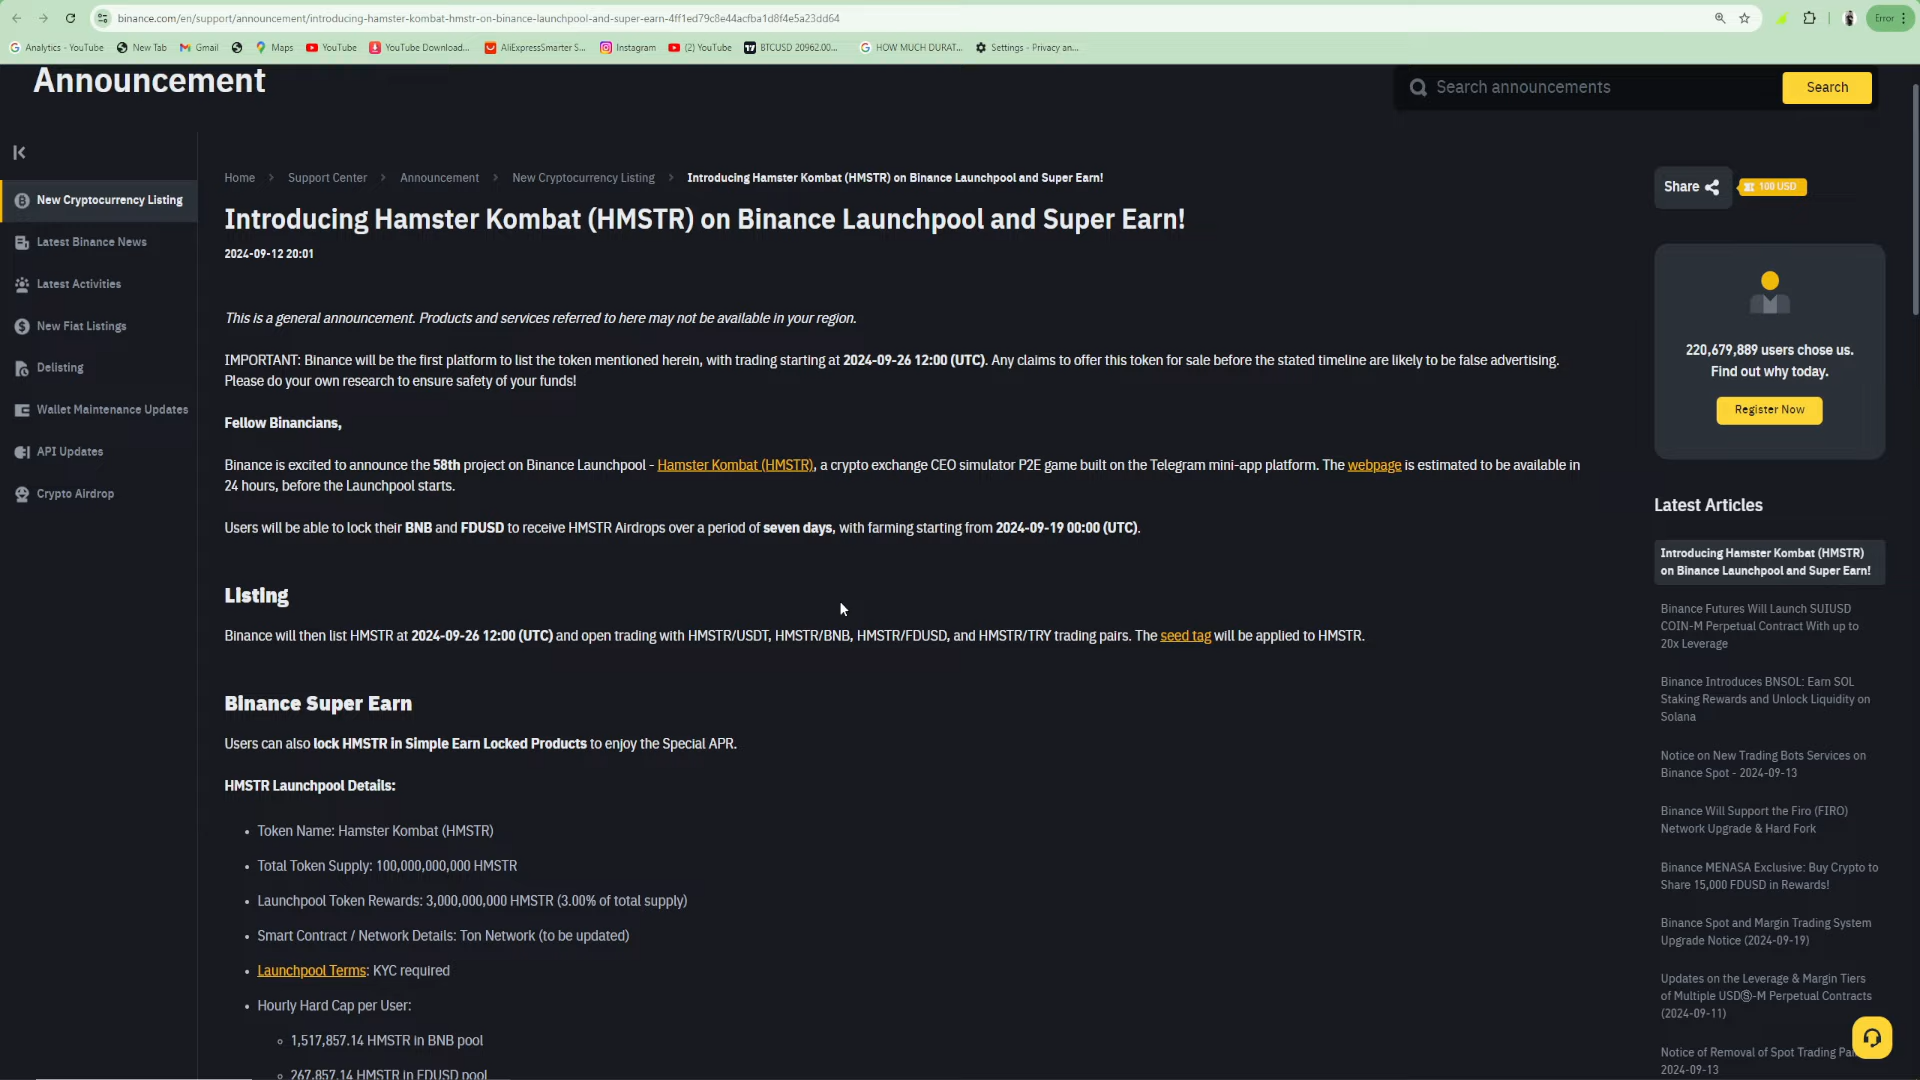 binance.com/en/support/announcement/introducing-hamster-kombat-hmstr-on-binance-launchpool-and-super-earn-4ff1ed79c8e44acfba1d8f4e5a23dd64
Error
Analytics - YouTube
New Tab
Gmail
Maps
YouTube
YouTube Download...
AliExpressSmarter S...
Instagram
(2) YouTube
BTCUSD 20962.00...
HOW MUCH DURAT...
Settings - Privacy an...
Announcement
Search announcements
Search
New Cryptocurrency Listing
Latest Binance News
Latest Activities
New Fiat Listings
Delisting
Wallet Maintenance Updates
API Updates
Crypto Airdrop
Home > Support Center > Announcement > New Cryptocurrency Listing > Introducing Hamster Kombat (HMSTR) on Binance Launchpool and Super Earn!
Introducing Hamster Kombat (HMSTR) on Binance Launchpool and Super Earn!
2024-09-12 20:01
This is a general announcement. Products and services referred to here may not be available in your region.
IMPORTANT: Binance will be the first platform to list the token mentioned herein, with trading starting at 2024-09-26 12:00 (UTC). Any claims to offer this token for sale before the stated timeline are likely to be false advertising.
Please do your own research to ensure safety of your funds!
Fellow Binancians,
Binance is excited to announce the 58th project on Binance Launchpool - Hamster Kombat (HMSTR), a crypto exchange CEO simulator P2E game built on the Telegram mini-app platform. The webpage is estimated to be available in
24 hours, before the Launchpool starts.
Users will be able to lock their BNB and FDUSD to receive HMSTR Airdrops over a period of seven days, with farming starting from 2024-09-19 00:00 (UTC).
Listing
Binance will then list HMSTR at 2024-09-26 12:00 (UTC) and open trading with HMSTR/USDT, HMSTR/BNB, HMSTR/FDUSD, and HMSTR/TRY trading pairs. The seed tag will be applied to HMSTR.
Binance Super Earn
Users can also lock HMSTR in Simple Earn Locked Products to enjoy the Special APR.
HMSTR Launchpool Details:
• Token Name: Hamster Kombat (HMSTR)
• Total Token Supply: 100,000,000,000 HMSTR
• Launchpool Token Rewards: 3,000,000,000 HMSTR (3.00% of total supply)
• Smart Contract / Network Details: Ton Network (to be updated)
• Launchpool Terms: KYC required
• Hourly Hard Cap per User:
◦ 1,517,857.14 HMSTR in BNB pool
◦ 267,857.14 HMSTR in FDUSD pool
Share
100 USD
220,679,889 users chose us.
Find out why today.
Register Now
Latest Articles
Introducing Hamster Kombat (HMSTR)
on Binance Launchpool and Super Earn!
Binance Futures Will Launch SUIUSD
COIN-M Perpetual Contract With up to
20x Leverage
Binance Introduces BNSOL: Earn SOL
Staking Rewards and Unlock Liquidity on
Solana
Notice on New Trading Bots Services on
Binance Spot - 2024-09-13
Binance Will Support the Firo (FIRO)
Network Upgrade & Hard Fork
Binance MENASA Exclusive: Buy Crypto to
Share 15,000 FDUSD in Rewards!
Binance Spot and Margin Trading System
Upgrade Notice (2024-09-19)
Updates on the Leverage & Margin Tiers
of Multiple USDⓈ-M Perpetual Contracts
(2024-09-11)
Notice of Removal of Spot Trading
2024-09-13